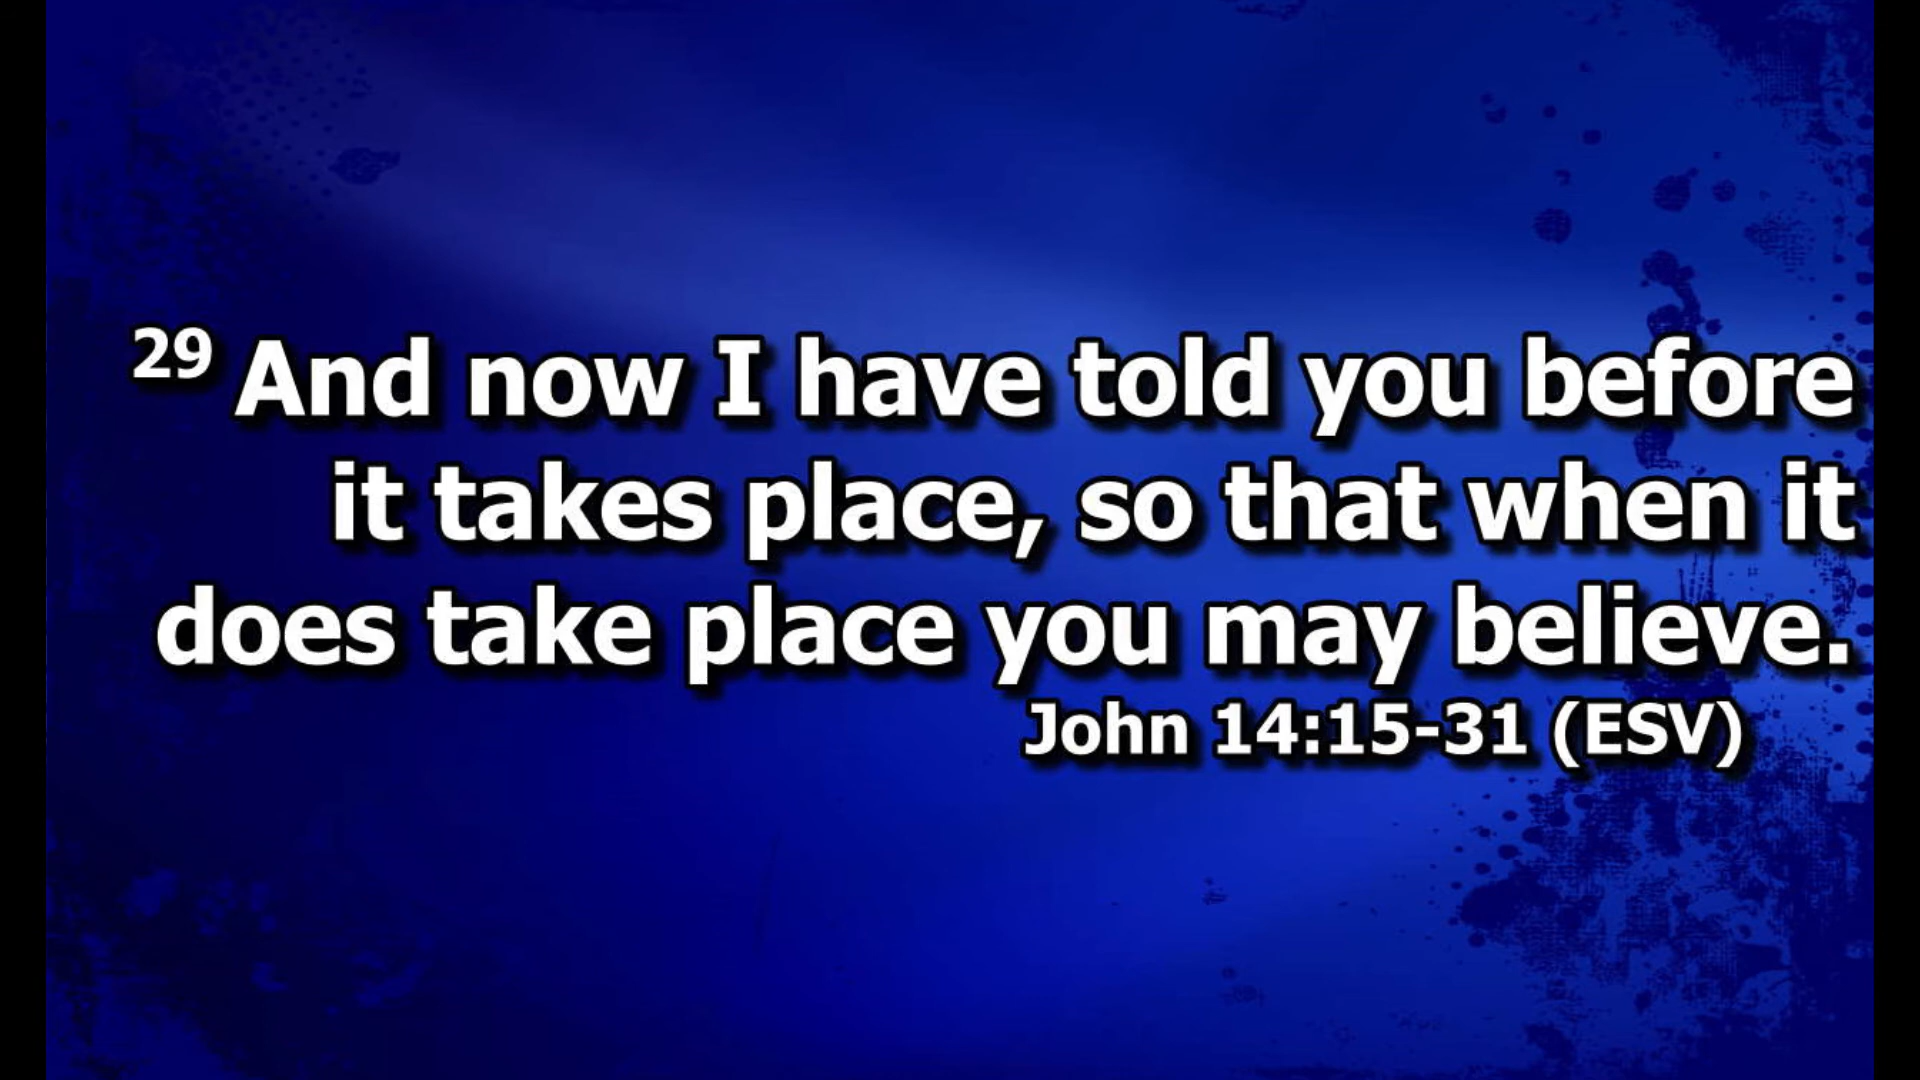 29 And now I have told you before
it takes place, so that when it
does take place you may believe.
John 14:15-31 (ESV)